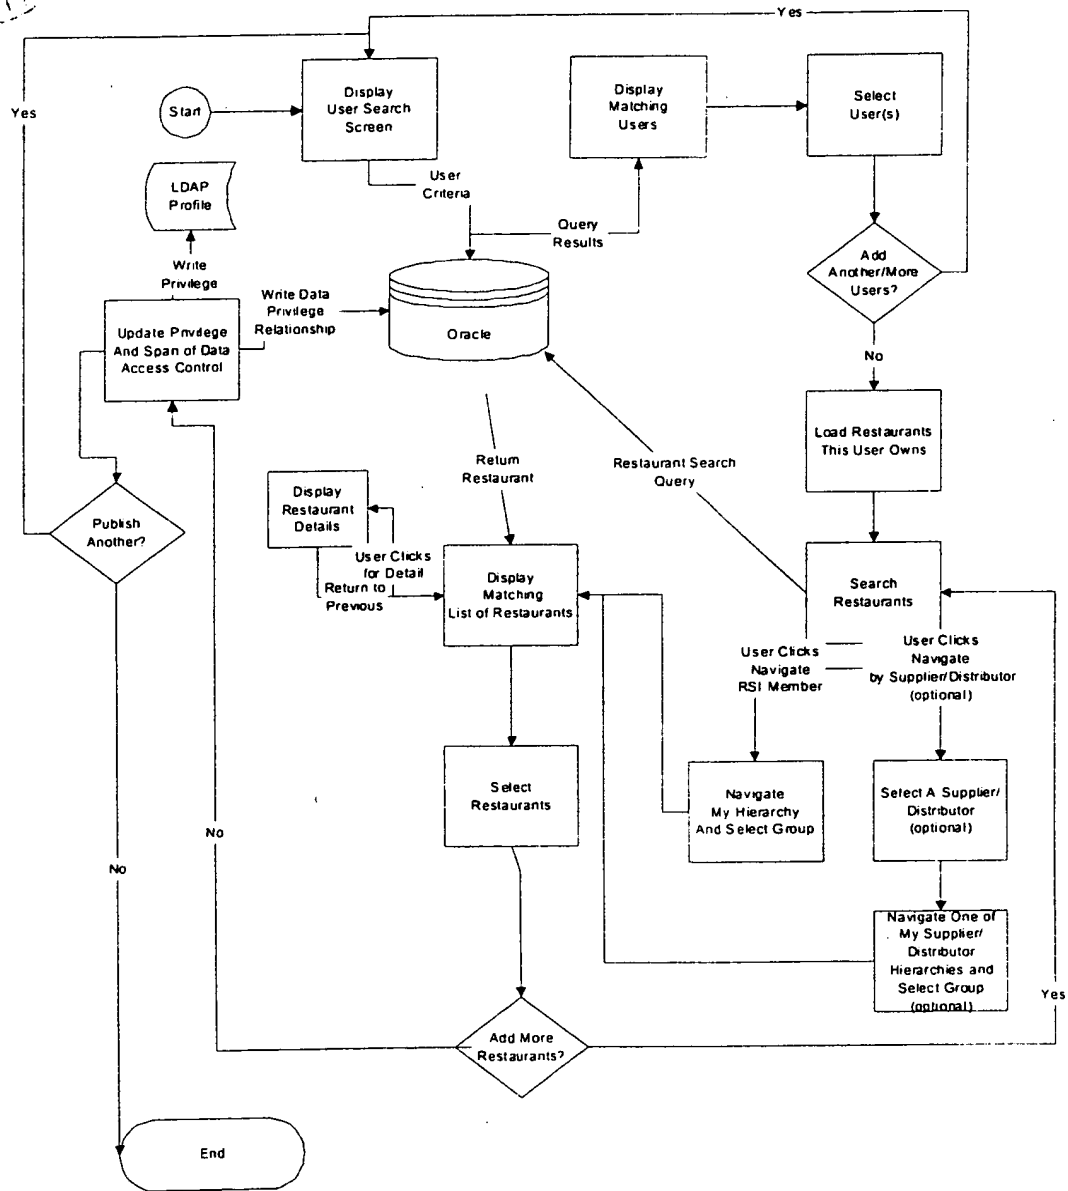 Yes
Yes
Start
Display
User Search
Screen
Display
Matching
Users
Select
User(s)
LDAP
Profile
User
Criteria
Query
Results
Write
Privilege
Write Data
Privilege
Relationship
Add
Another/More
Users?
Update Privilege
And Span of Data
Access Control
Oracle
No
Load Restaurants
This User Owns
Return
Restaurant
Restaurant Search
Query
Display
Restaurant
Details
Publish
Another?
User Clicks
for Detail
Return to
Previous
Display
Matching
List of Restaurants
Search
Restaurants
User Clicks
Navigate
RSI Member
User Clicks
Navigate
by Supplier/Distributor
(optional)
Select
Restaurants
Navigate
My Hierarchy
And Select Group
Select A Supplier/
Distributor
(optional)
No
No
Navigate One of
My Supplier/
Distributor
Hierarchies and
Select Group
(optional)
Yes
Add More
Restaurants?
End